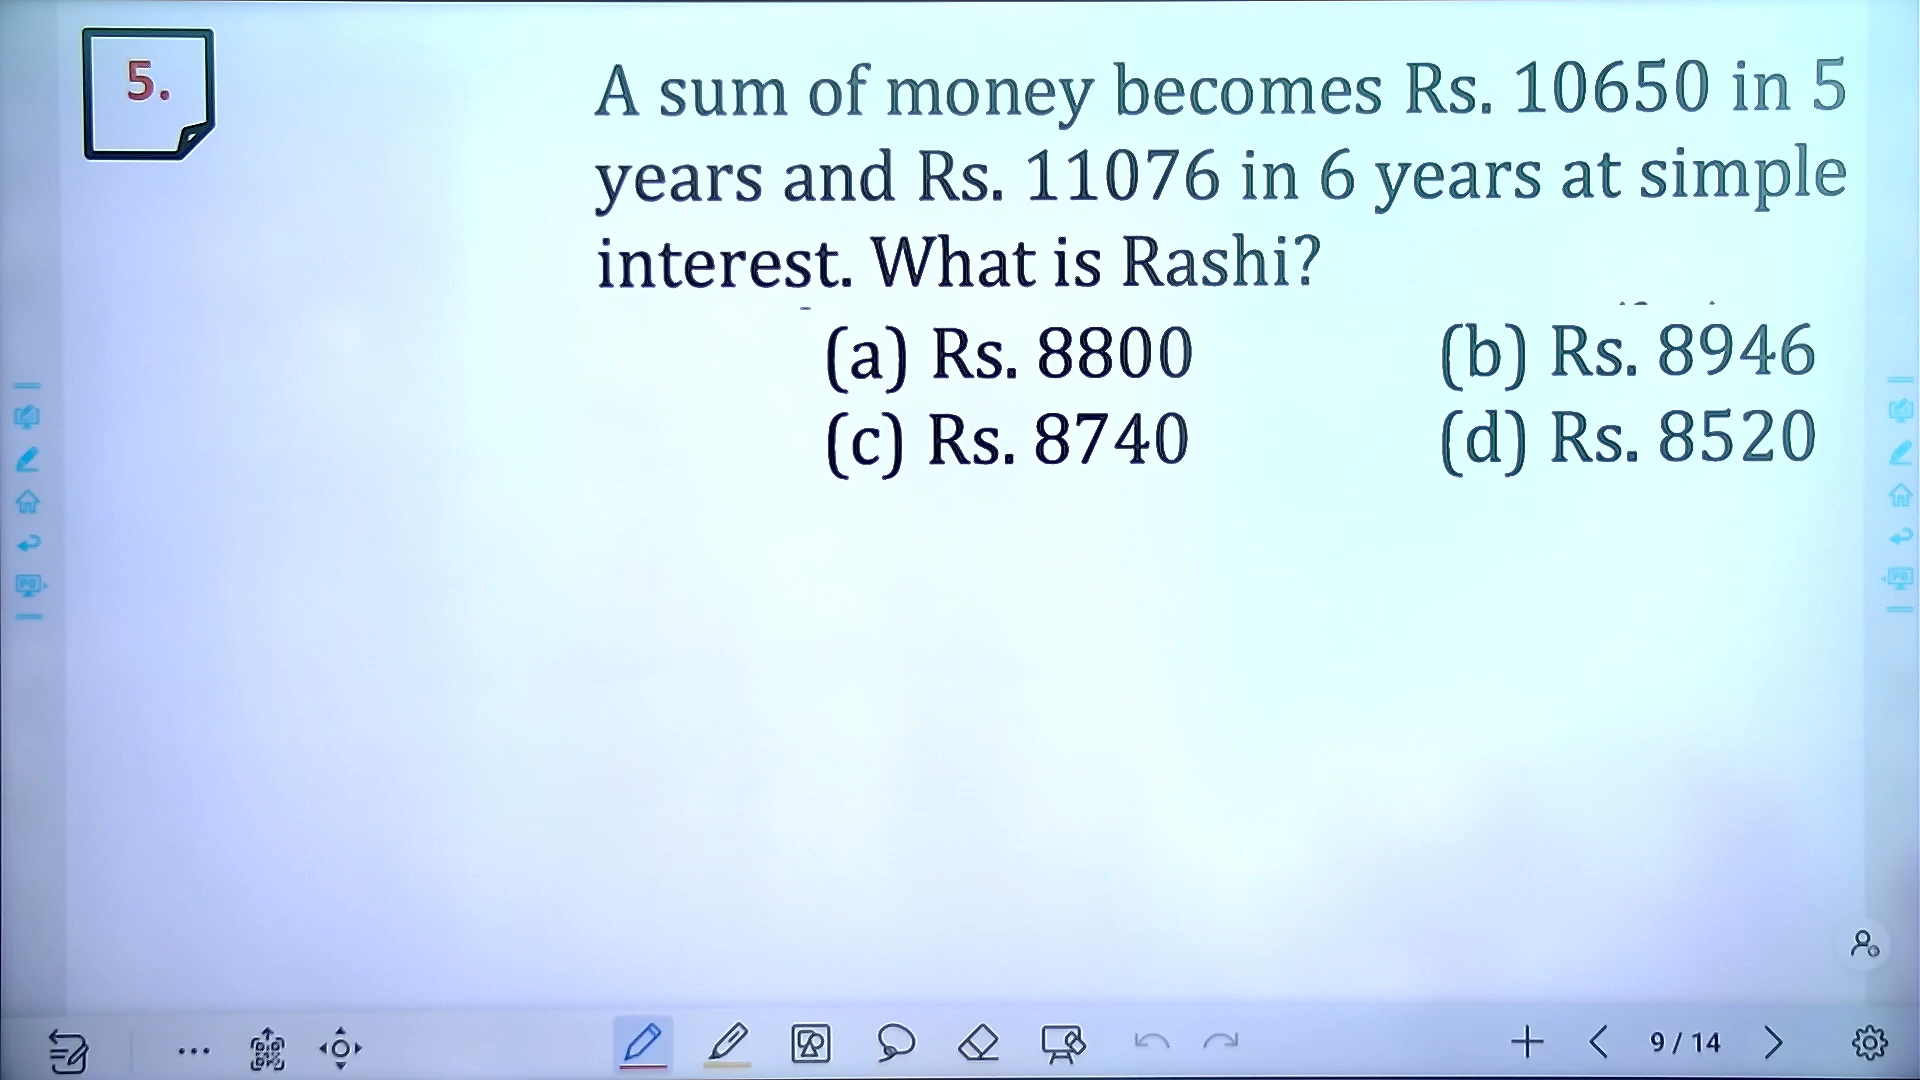 5.
A sum of money becomes Rs. 10650 in 5
years and Rs. 11076 in 6 years at simple
interest. What is Rashi?
(a) Rs. 8800 (b) Rs. 8946
(c) Rs. 8740 (d) Rs. 8520
9 / 14